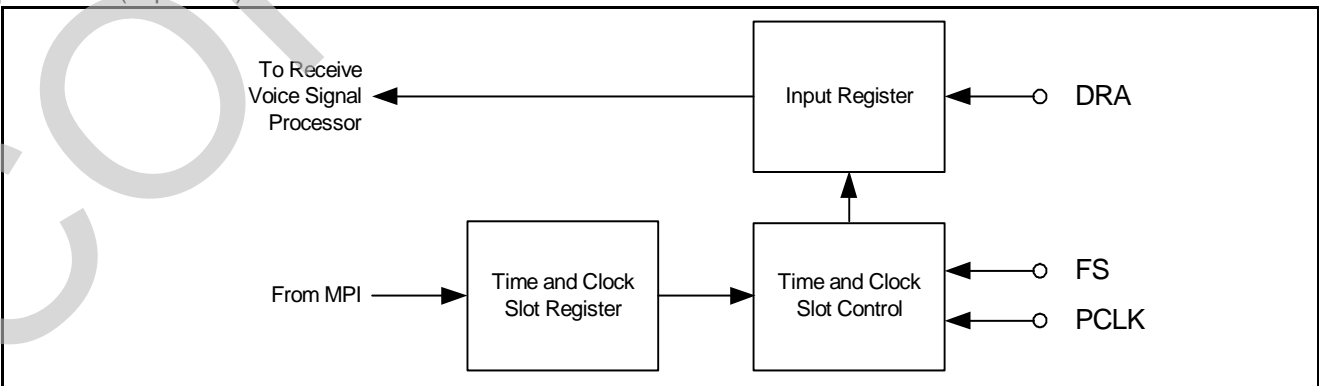 To Receive
Voice Signal
Processor
Input Register
DRA
From MPI
Time and Clock
Slot Register
Time and Clock
Slot Control
FS
PCLK